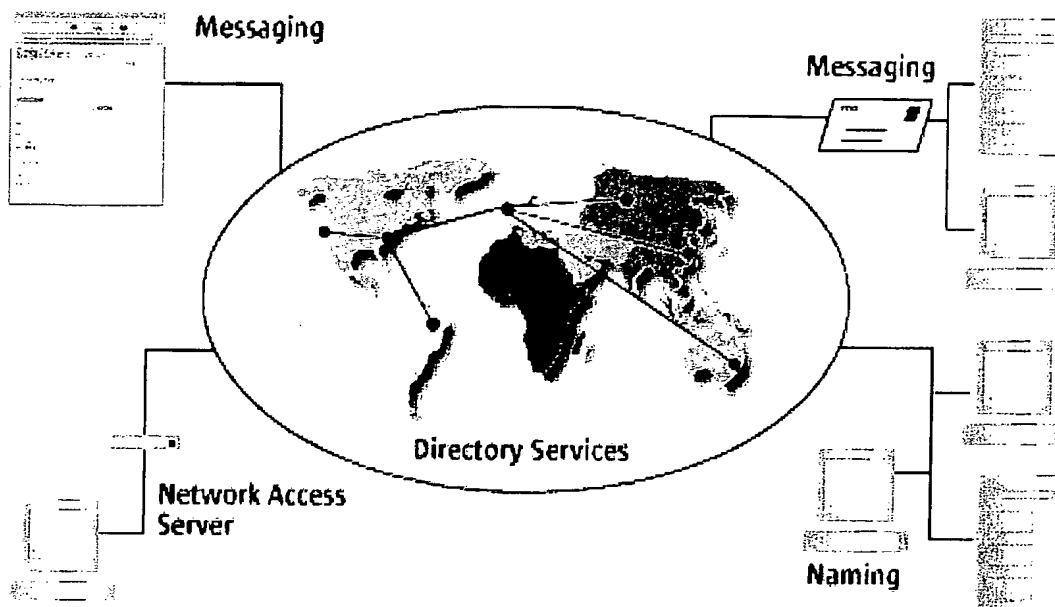 Messaging
Messaging
Directory Services
Network Access
Server
Naming